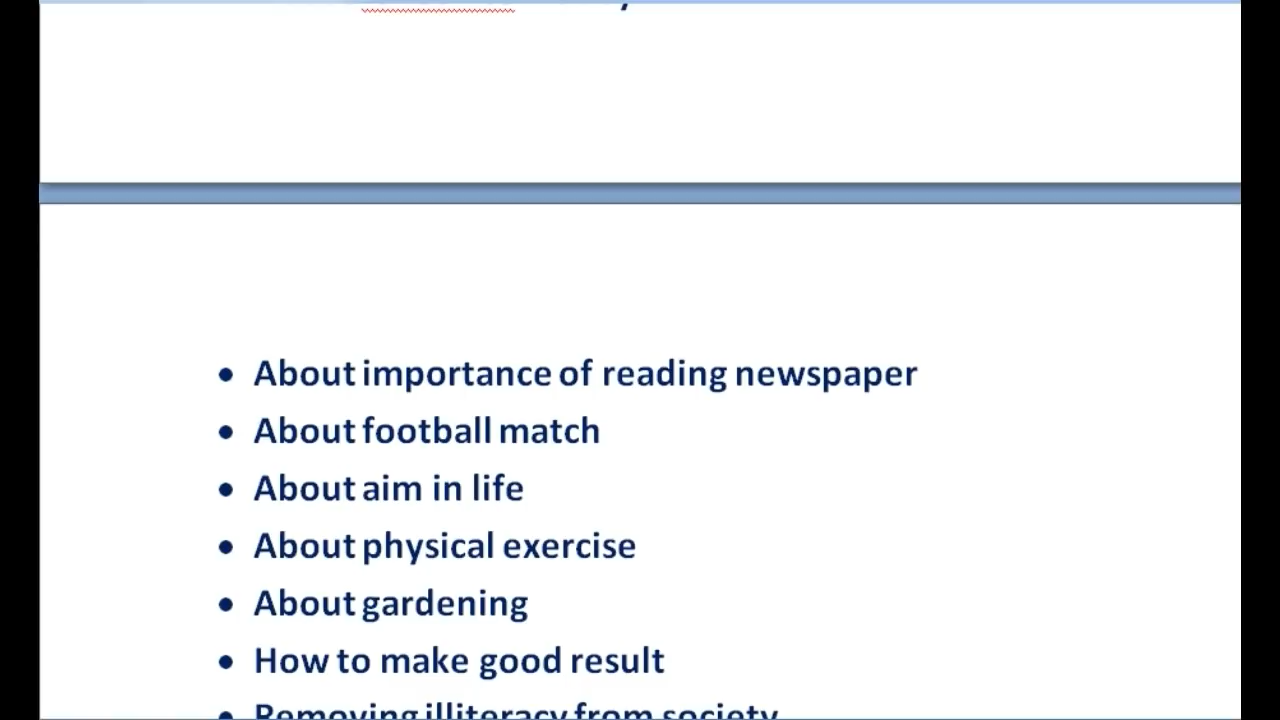 • About importance of reading newspaper
• About football match
• About aim in life
• About physical exercise
• About gardening
• How to make good result
• Removing illiteracy from society